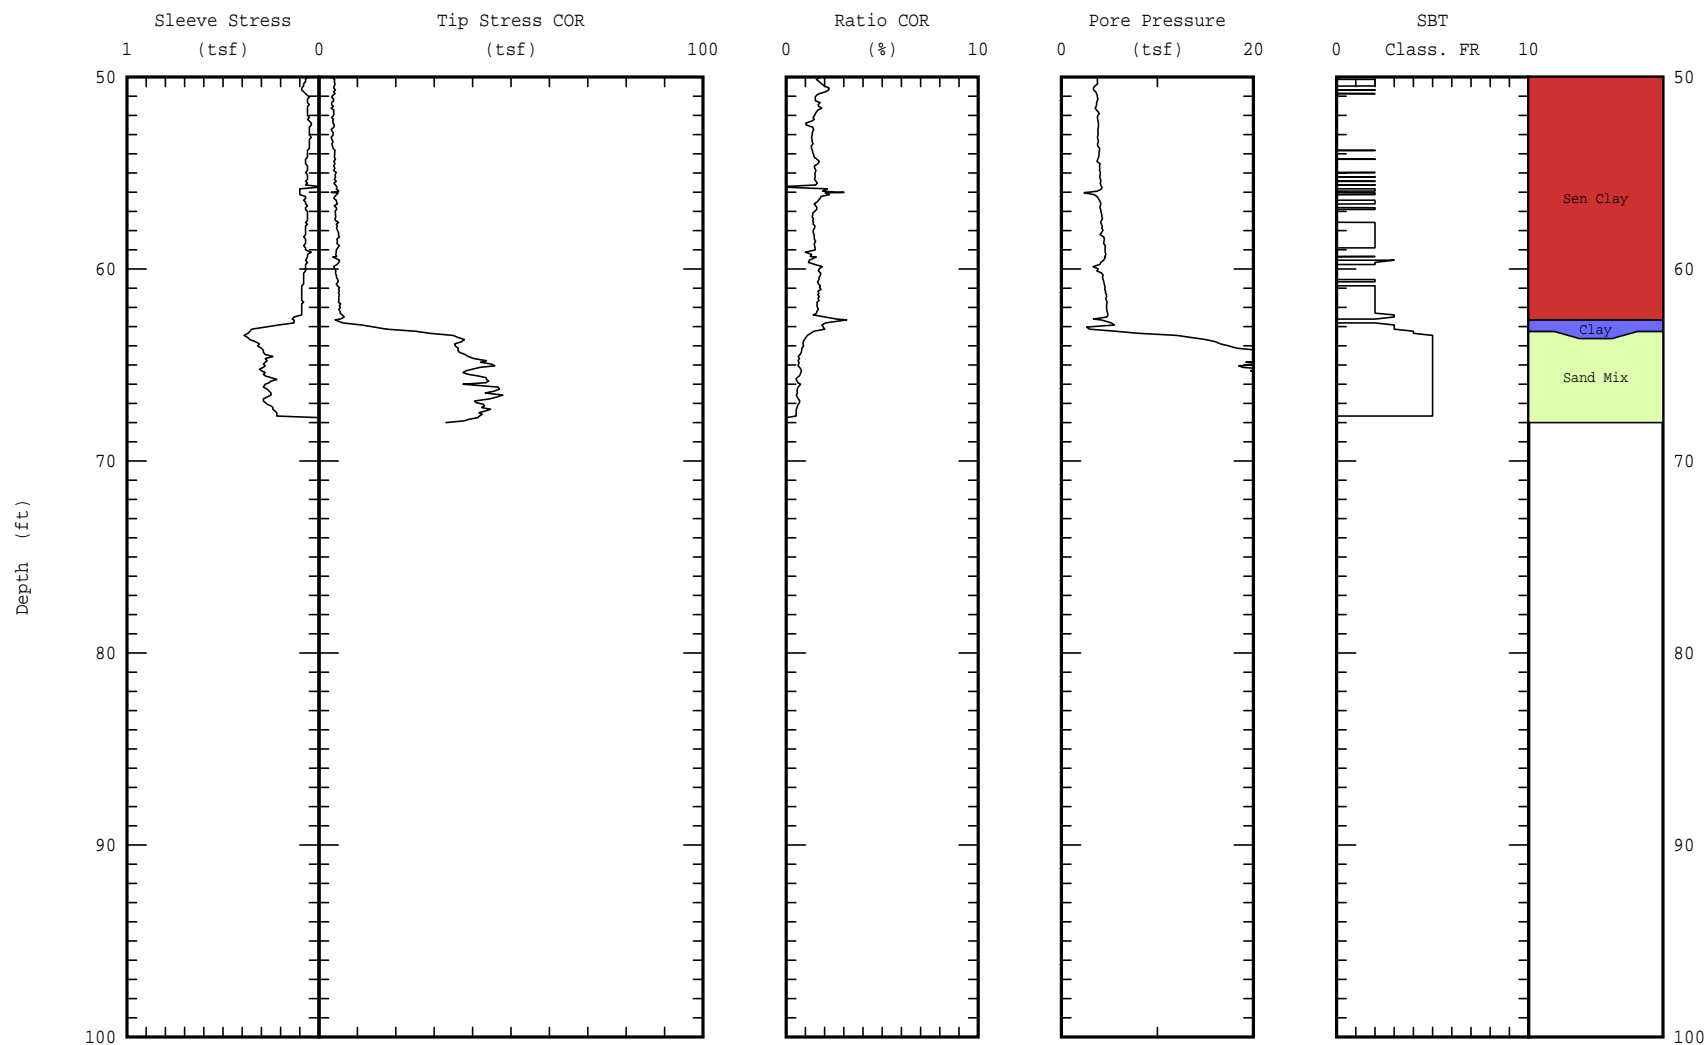 Sleeve Stress Tip Stress COR Ratio COR Pore Pressure SBT
1 (tsf) 0 (tsf) 100 0 (%) 10 0 (tsf) 20 0 Class. FR 10
50 50
Sen Clay
60 60
Clay
Sand Mix
70 70
Depth (ft)
80 80
90 90
100 100